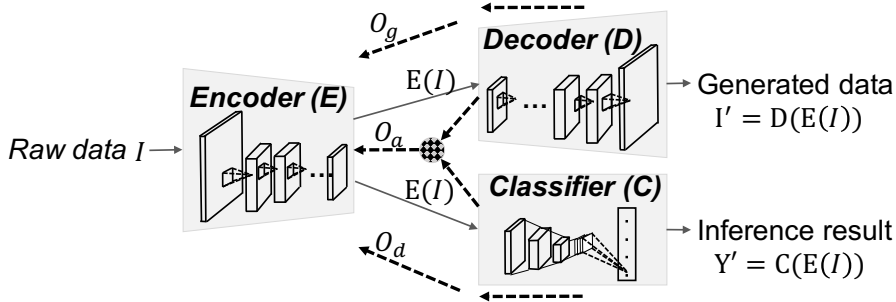 O_g
Decoder (D)
E(I)
Generated data
I′ = D(E(I))
Encoder (E)
O_a
Raw data I
E(I)
Classifier (C)
Inference result
Y′ = C(E(I))
O_d